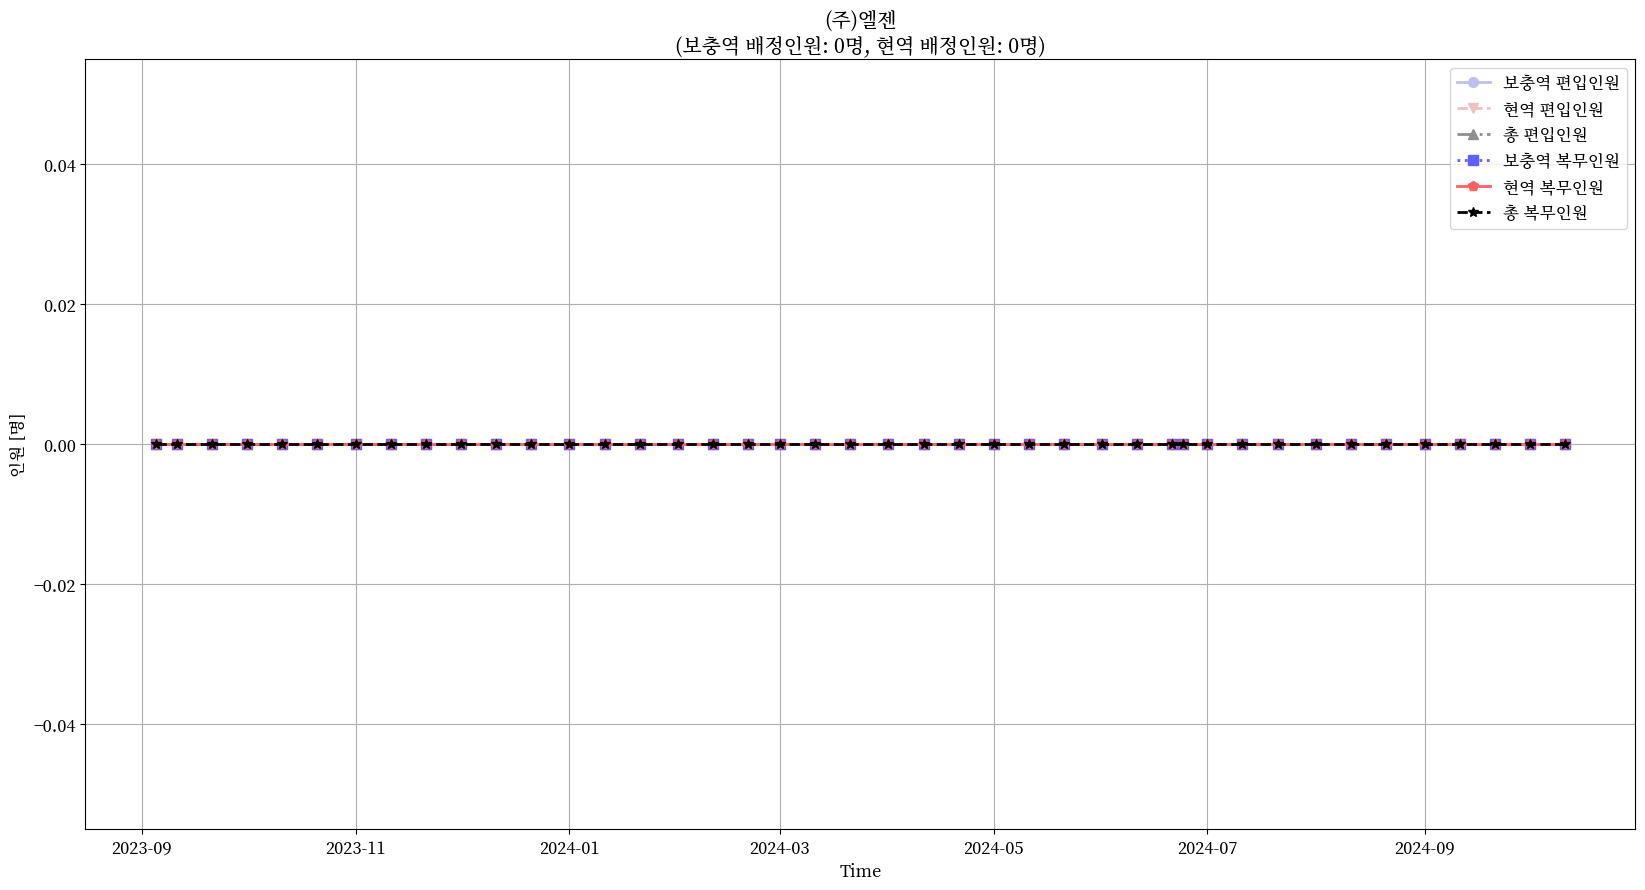 (주)엘젠
(보충역 배정인원: 0명, 현역 배정인원: 0명)
보충역 편입인원
현역 편입인원
총 편입인원
보충역 복무인원
현역 복무인원
총 복무인원
인원 [명]
0.04
0.02
0.00
−0.02
−0.04
2023-09 2023-11 2024-01 2024-03 2024-05 2024-07 2024-09
Time